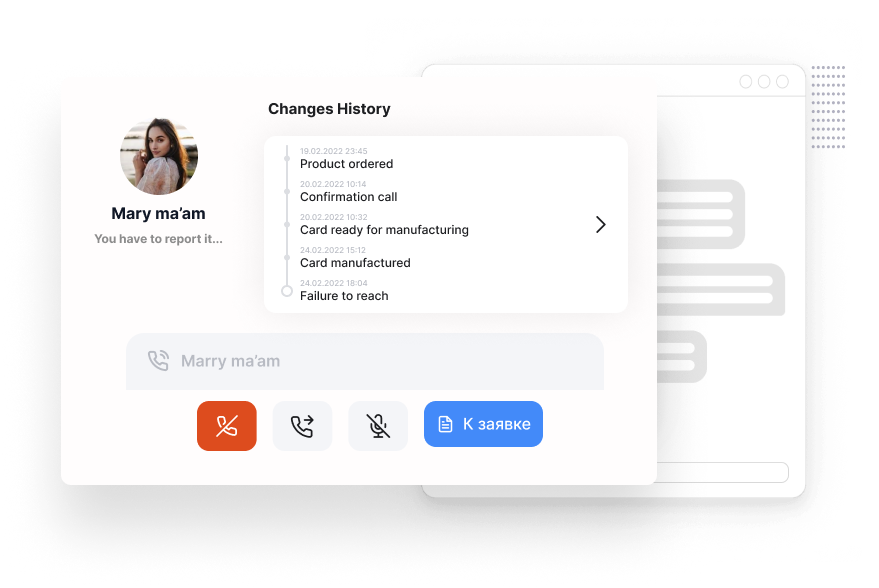 Changes History
Mary ma’am
You have to report it...
19.02.2022 23:45
Product ordered
20.02.2022 10:14
Confirmation call
20.02.2022 10:32
Card ready for manufacturing
24.02.2022 15:12
Card manufactured
24.02.2022 18:04
Failure to reach
Marry ma’am
К заявке